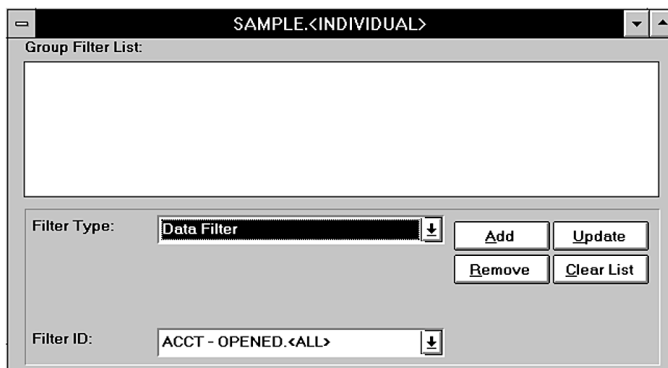 SAMPLE.<INDIVIDUAL>
Group Filter List:
Filter Type:
Data Filter
Add
Update
Remove
Clear List
Filter ID:
ACCT - OPENED.<ALL>